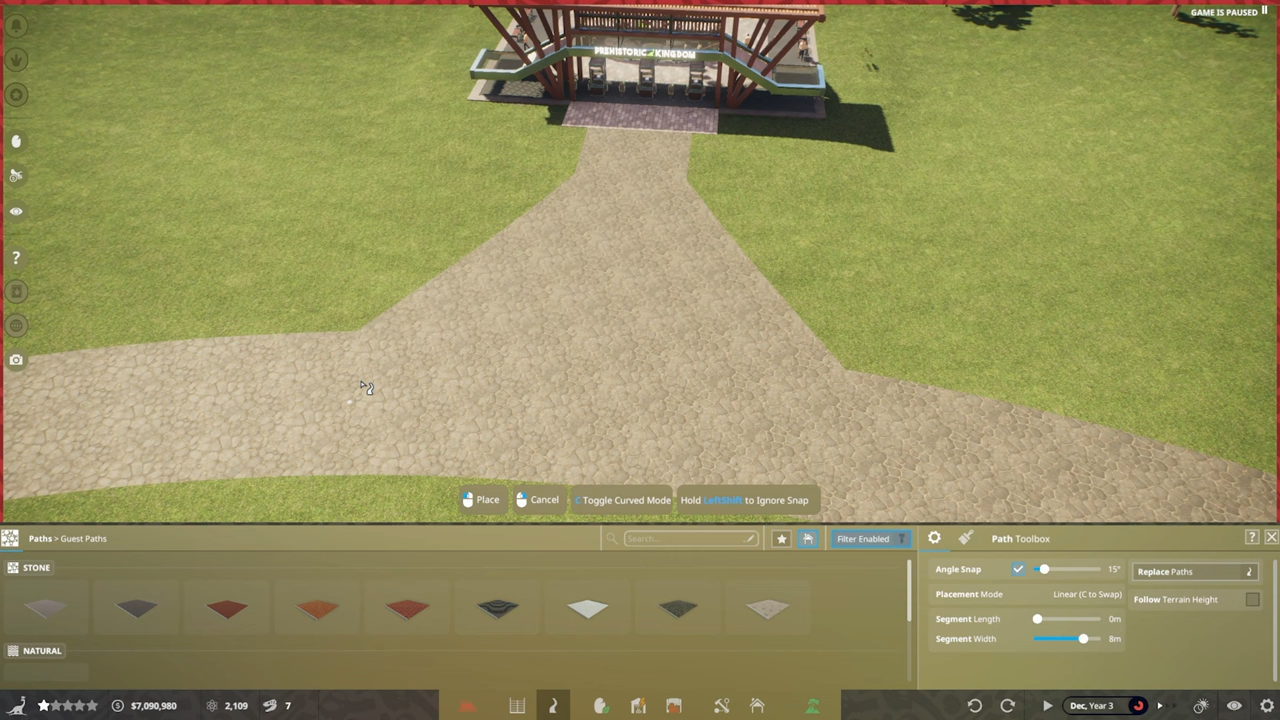 GAME IS PAUSED
PREHISTORIC KINGDOM
?
Place
Cancel
C Toggle Curved Mode
Hold LeftShift to Ignore Snap
Paths > Guest Paths
Search...
Filter Enabled
Path Toolbox
?
STONE
Angle Snap
15°
Replace Paths
Placement Mode
Linear (C to Swap)
Follow Terrain Height
Segment Length
0m
Segment Width
8m
NATURAL
$7,090,980
2,109
7
Dec, Year 3